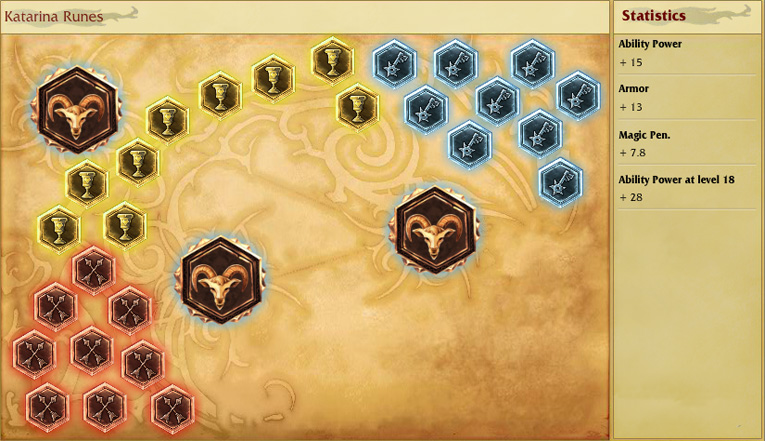 Katarina Runes
Statistics
Ability Power
+ 15
Armor
+ 13
Magic Pen.
+ 7.8
Ability Power at level 18
+ 28